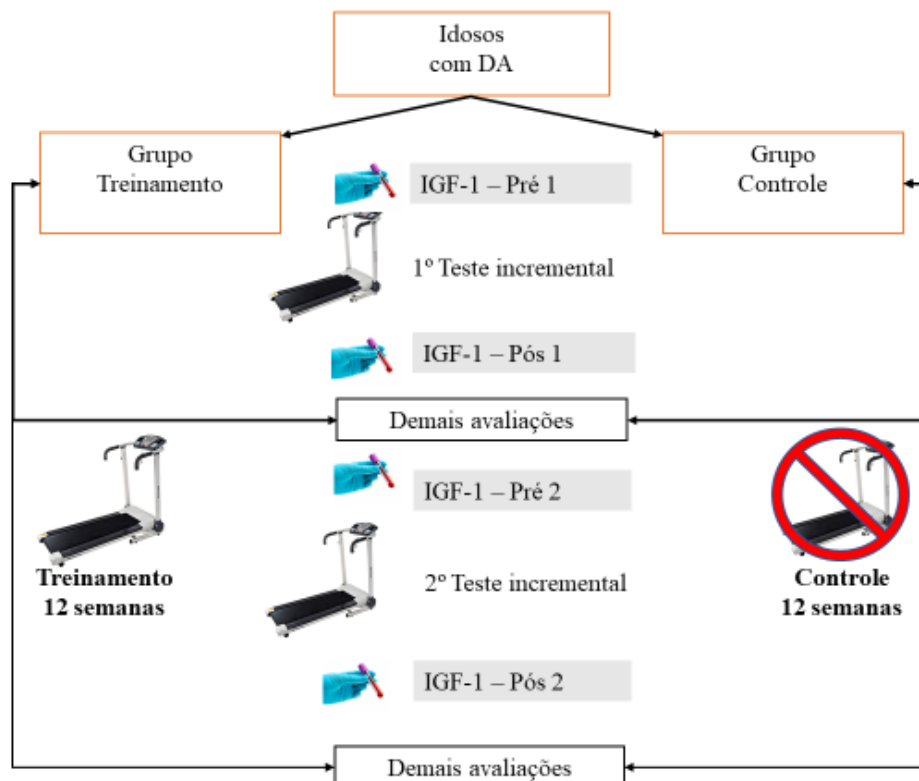 Idosos
com DA
Grupo
Treinamento
Grupo
Controle
IGF-1 – Pré 1
1º Teste incremental
IGF-1 – Pós 1
Demais avaliações
IGF-1 – Pré 2
Treinamento
12 semanas
2º Teste incremental
Controle
12 semanas
IGF-1 – Pós 2
Demais avaliações